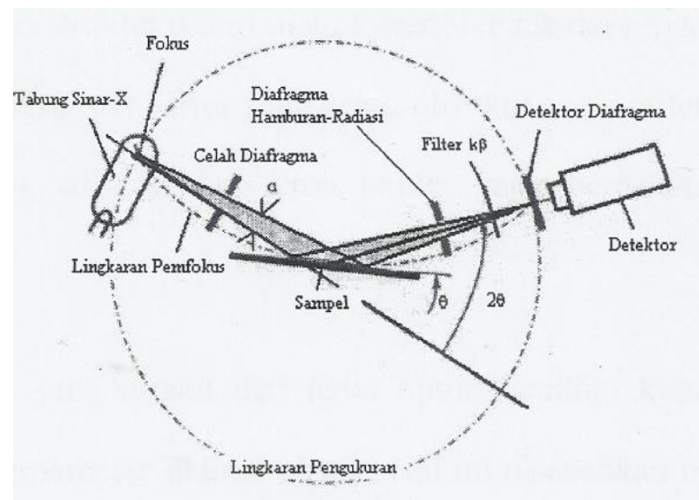 Fokus
Tabung Sinar-X
Diafragma
Hamburan-Radiasi
Detektor Diafragma
Celah Diafragma
Filter kβ
α
Detektor
Lingkaran Pemfokus
Sampel
θ
2θ
Lingkaran Pengukuran